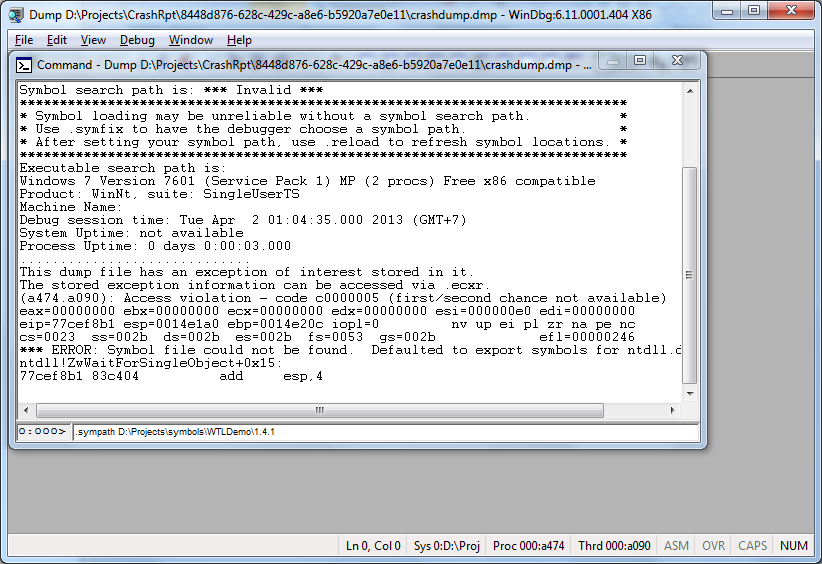 Dump D:\Projects\CrashRpt\8448d876-628c-429c-a8e6-b5920a7e0e11\crashdump.dmp - WinDbg:6.11.0001.404 X86
File Edit View Debug Window Help
Command - Dump D:\Projects\CrashRpt\8448d876-628c-429c-a8e6-b5920a7e0e11\crashdump.dmp - ...
Symbol search path is: *** Invalid ***
****************************************************************************
* Symbol loading may be unreliable without a symbol search path.           *
* Use .symfix to have the debugger choose a symbol path.                   *
* After setting your symbol path, use .reload to refresh symbol locations. *
****************************************************************************
Executable search path is:
Windows 7 Version 7601 (Service Pack 1) MP (2 procs) Free x86 compatible
Product: WinNt, suite: SingleUserTS
Machine Name:
Debug session time: Tue Apr  2 01:04:35.000 2013 (GMT+7)
System Uptime: not available
Process Uptime: 0 days 0:00:03.000
.............................
This dump file has an exception of interest stored in it.
The stored exception information can be accessed via .ecxr.
(a474.a090): Access violation - code c0000005 (first/second chance not available)
eax=00000000 ebx=00000000 ecx=00000000 edx=00000000 esi=000000e0 edi=00000000
eip=77cef8b1 esp=0014e1a0 ebp=0014e20c iopl=0         nv up ei pl zr na pe nc
cs=0023  ss=002b  ds=002b  es=002b  fs=0053  gs=002b             efl=00000246
*** ERROR: Symbol file could not be found.  Defaulted to export symbols for ntdll.d
ntdll!ZwWaitForSingleObject+0x15:
77cef8b1 83c404          add     esp,4
0:000> .sympath D:\Projects\symbols\WTLDemo\1.4.1
Ln 0, Col 0 Sys 0:D:\Proj Proc 000:a474 Thrd 000:a090 ASM OVR CAPS NUM